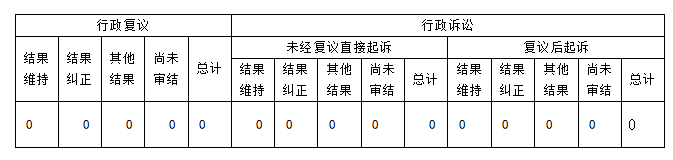 行政复议 行政诉讼
未经复议直接起诉 复议后起诉
结果维持 结果纠正 其他结果 尚未审结 总计 结果维持 结果纠正 其他结果 尚未审结 总计 结果维持 结果纠正 其他结果 尚未审结 总计
0 0 0 0 0 0 0 0 0 0 0 0 0 0 0